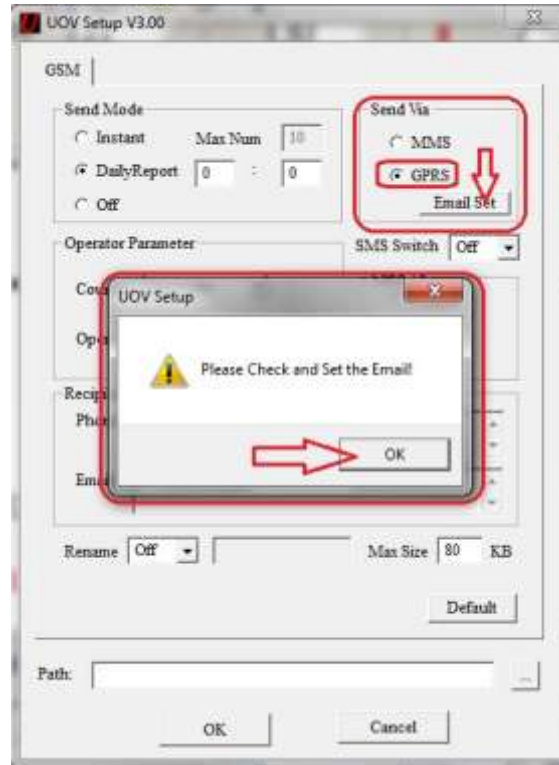 UOV Setup V3.00
GSM
Send Mode
Instant Max Num 10
DailyReport 0 : 0
Off
Send Via
MMS
GPRS
Email Set
Operator Parameter
SMS Switch Off
UOV Setup
Please Check and Set the Email!
OK
Rename Off Max Size 80 KB
Default
Path: ...
OK Cancel